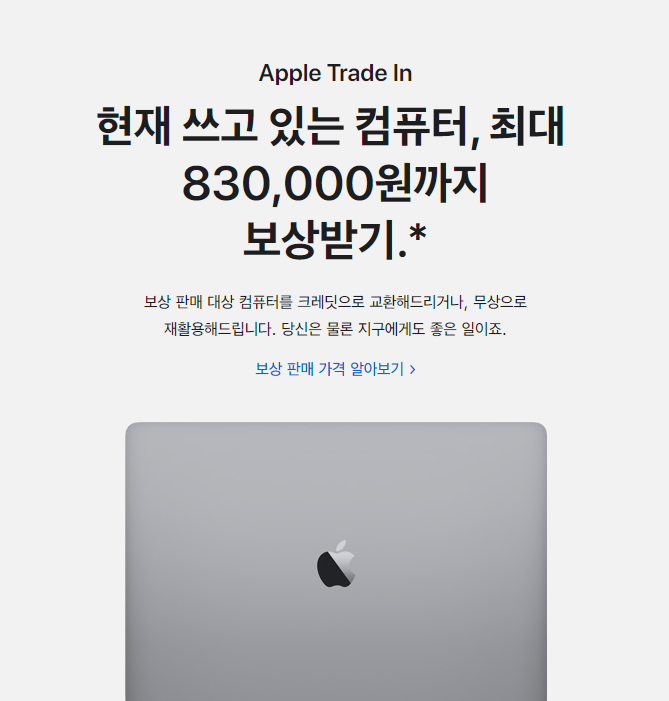 Apple Trade In
현재 쓰고 있는 컴퓨터, 최대
830,000원까지
보상받기.*
보상 판매 대상 컴퓨터를 크레딧으로 교환해드리거나, 무상으로
재활용해드립니다. 당신은 물론 지구에게도 좋은 일이죠.
보상 판매 가격 알아보기 >